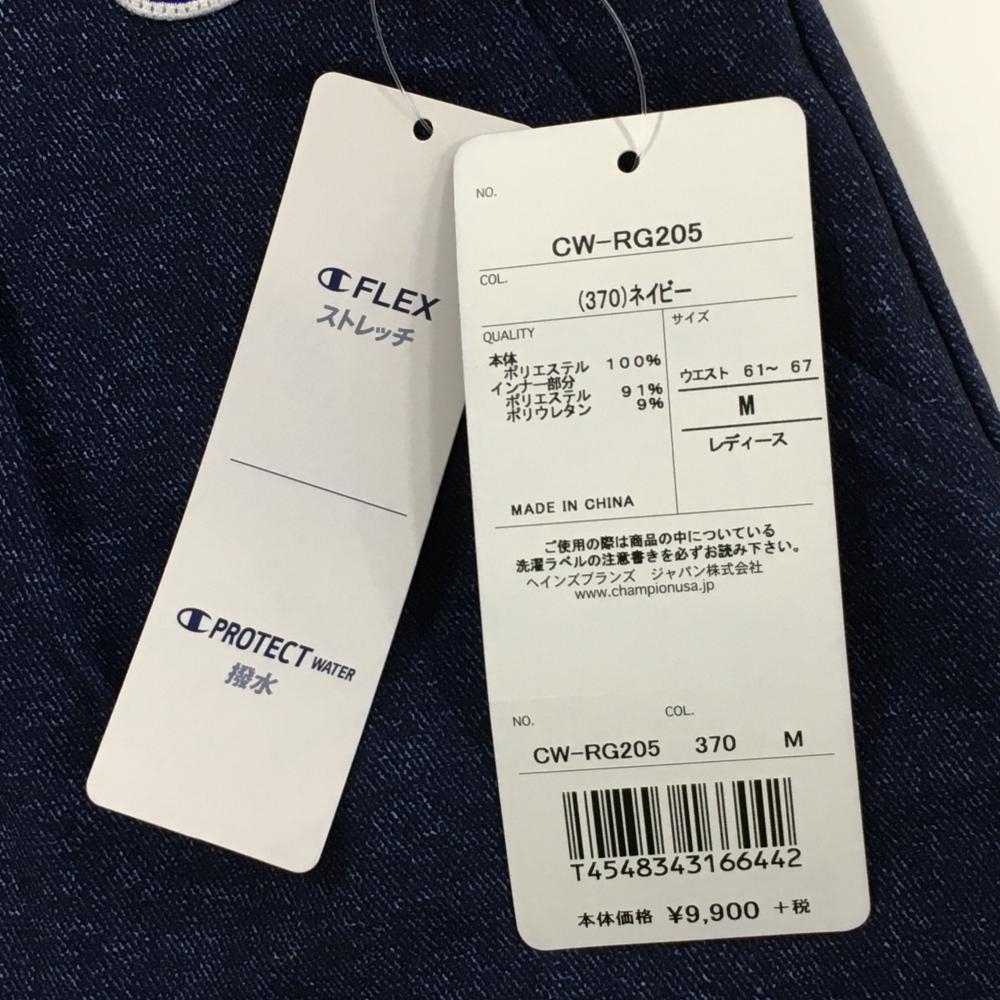 FLEX
ストレッチ
PROTECT WATER
撥水
NO.
CW-RG205
COL.
(370)ネイビー
QUALITY
本体
ポリエステル 100%
インナー部分
ポリエステル 91%
ポリウレタン 9%
サイズ
ウエスト 61〜 67
M
レディース
MADE IN CHINA
ご使用の際は商品の中についている
洗濯ラベルの注意書きを必ずお読み下さい。
ヘインズブランズ ジャパン株式会社
www.championusa.jp
NO. COL.
CW-RG205 370 M
T4548343166442
本体価格 ¥9,900 +税